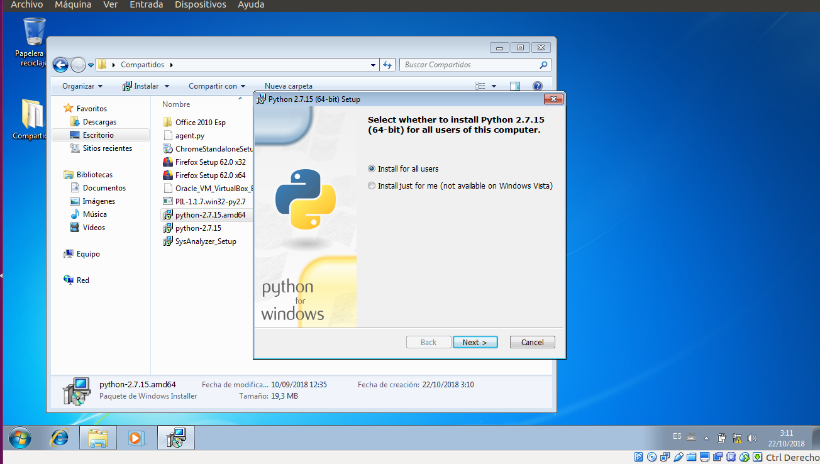 Archivo Máquina Ver Entrada Dispositivos Ayuda
Papelera
reciclaje
Comparti
Compartidos
Buscar Compartidos
Organizar Instalar Compartir con Nueva carpeta
Favoritos
Descargas
Escritorio
Sitios recientes
Bibliotecas
Documentos
Imágenes
Música
Vídeos
Equipo
Red
Nombre
Office 2010 Esp
agent.py
ChromeStandaloneSetu
Firefox Setup 62.0 x32
Firefox Setup 62.0 x64
Oracle_VM_VirtualBox_E
PIL-1.1.7.win32-py2.7
python-2.7.15.amd64
python-2.7.15
SysAnalyzer_Setup
Python 2.7.15 (64-bit) Setup
Select whether to install Python 2.7.15
(64-bit) for all users of this computer.
Install for all users
Install just for me (not available on Windows Vista)
python
for
windows
Back Next > Cancel
python-2.7.15.amd64 Fecha de modifica... 10/09/2018 12:35 Fecha de creación: 22/10/2018 3:10
Paquete de Windows Installer Tamaño: 19,3 MB
ES 3:11
22/10/2018
Ctrl Derecho